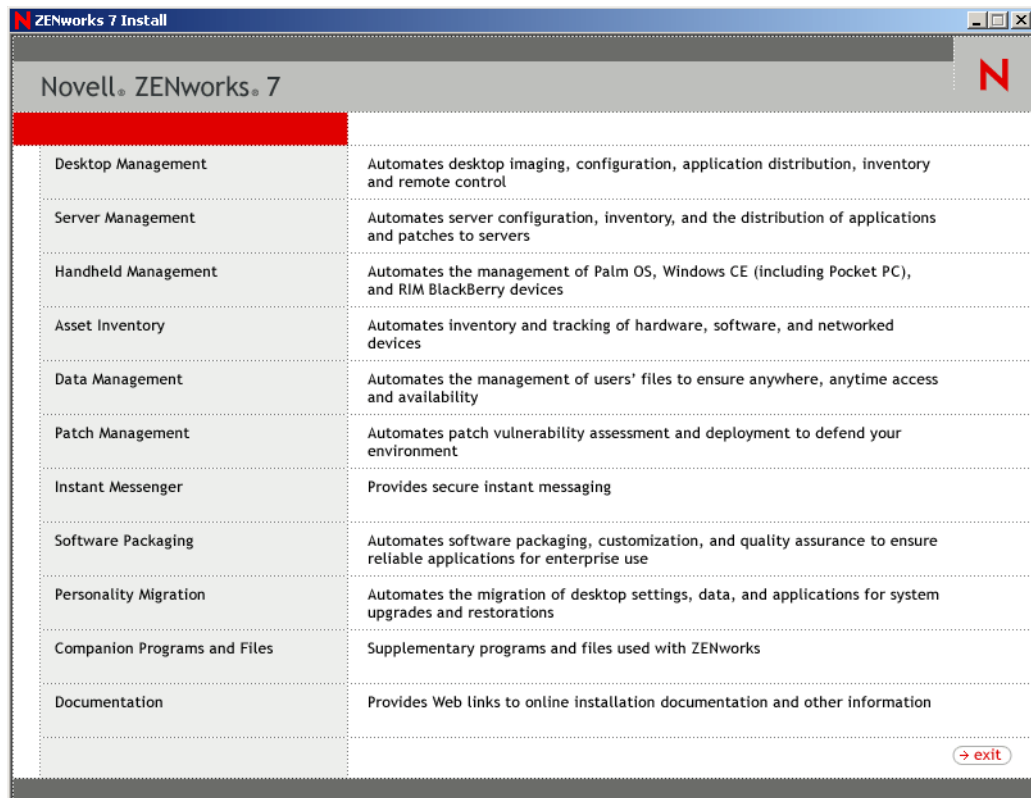 ZENworks 7 Install
Novell® ZENworks® 7
N
Desktop Management
Automates desktop imaging, configuration, application distribution, inventory
and remote control
Server Management
Automates server configuration, inventory, and the distribution of applications
and patches to servers
Handheld Management
Automates the management of Palm OS, Windows CE (including Pocket PC),
and RIM BlackBerry devices
Asset Inventory
Automates inventory and tracking of hardware, software, and networked
devices
Data Management
Automates the management of users’ files to ensure anywhere, anytime access
and availability
Patch Management
Automates patch vulnerability assessment and deployment to defend your
environment
Instant Messenger
Provides secure instant messaging
Software Packaging
Automates software packaging, customization, and quality assurance to ensure
reliable applications for enterprise use
Personality Migration
Automates the migration of desktop settings, data, and applications for system
upgrades and restorations
Companion Programs and Files
Supplementary programs and files used with ZENworks
Documentation
Provides Web links to online installation documentation and other information
exit